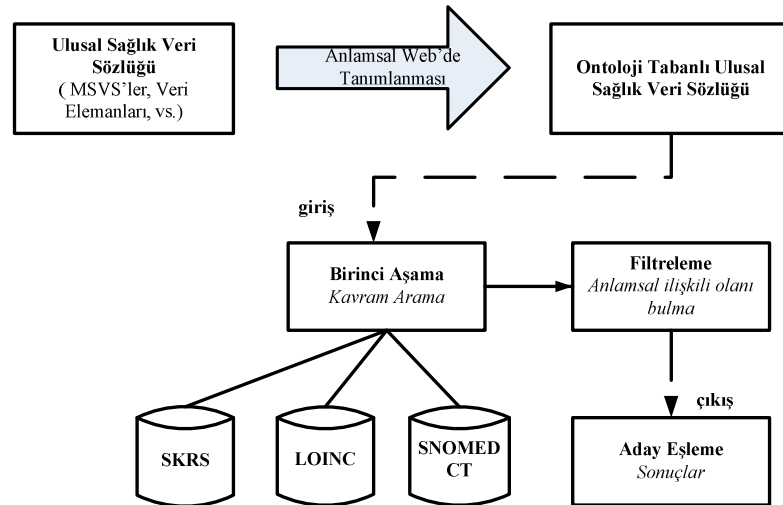 Ulusal Sağlık Veri
Sözlüğü
( MSVS'ler, Veri
Elemanları, vs.)
Anlamsal Web'de
Tanımlanması
Ontoloji Tabanlı Ulusal
Sağlık Veri Sözlüğü
giriş
Birinci Aşama
Kavram Arama
Filtreleme
Anlamsal ilişkili olanı
bulma
SKRS
LOINC
SNOMED
CT
çıkış
Aday Eşleme
Sonuçlar